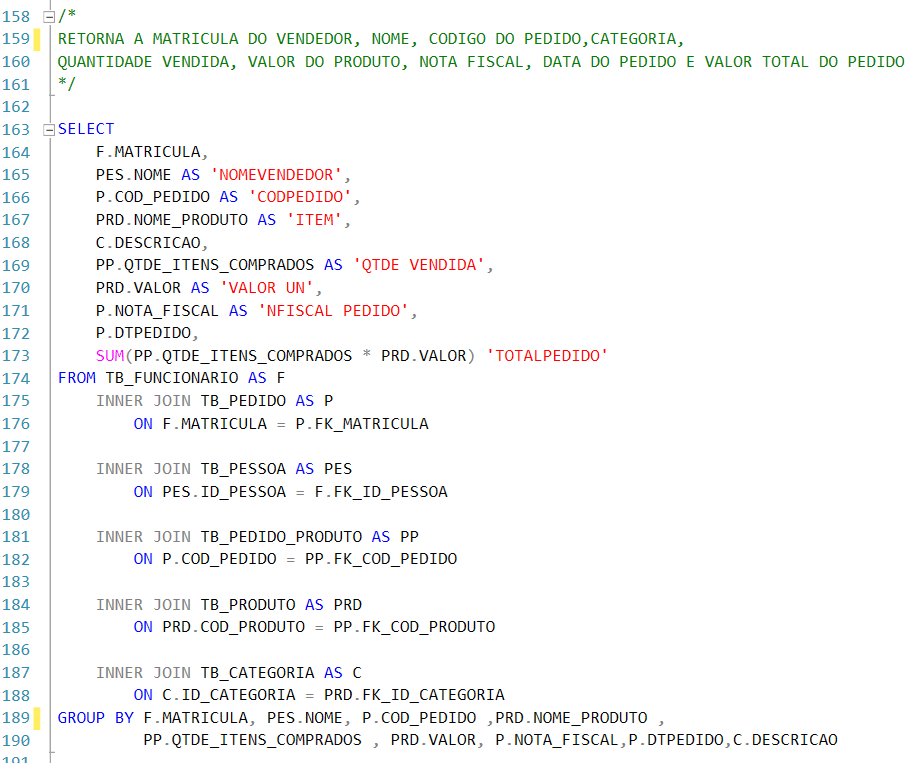 158 /*
159 RETORNA A MATRICULA DO VENDEDOR, NOME, CODIGO DO PEDIDO,CATEGORIA,
160 QUANTIDADE VENDIDA, VALOR DO PRODUTO, NOTA FISCAL, DATA DO PEDIDO E VALOR TOTAL DO PEDIDO
161 */
162
163 SELECT
164 F.MATRICULA,
165 PES.NOME AS 'NOMEVENDEDOR',
166 P.COD_PEDIDO AS 'CODPEDIDO',
167 PRD.NOME_PRODUTO AS 'ITEM',
168 C.DESCRICAO,
169 PP.QTDE_ITENS_COMPRADOS AS 'QTDE VENDIDA',
170 PRD.VALOR AS 'VALOR UN',
171 P.NOTA_FISCAL AS 'NFISCAL PEDIDO',
172 P.DTPEDIDO,
173 SUM(PP.QTDE_ITENS_COMPRADOS * PRD.VALOR) 'TOTALPEDIDO'
174 FROM TB_FUNCIONARIO AS F
175 INNER JOIN TB_PEDIDO AS P
176 ON F.MATRICULA = P.FK_MATRICULA
177
178 INNER JOIN TB_PESSOA AS PES
179 ON PES.ID_PESSOA = F.FK_ID_PESSOA
180
181 INNER JOIN TB_PEDIDO_PRODUTO AS PP
182 ON P.COD_PEDIDO = PP.FK_COD_PEDIDO
183
184 INNER JOIN TB_PRODUTO AS PRD
185 ON PRD.COD_PRODUTO = PP.FK_COD_PRODUTO
186
187 INNER JOIN TB_CATEGORIA AS C
188 ON C.ID_CATEGORIA = PRD.FK_ID_CATEGORIA
189 GROUP BY F.MATRICULA, PES.NOME, P.COD_PEDIDO ,PRD.NOME_PRODUTO ,
190 PP.QTDE_ITENS_COMPRADOS , PRD.VALOR, P.NOTA_FISCAL,P.DTPEDIDO,C.DESCRICAO
191